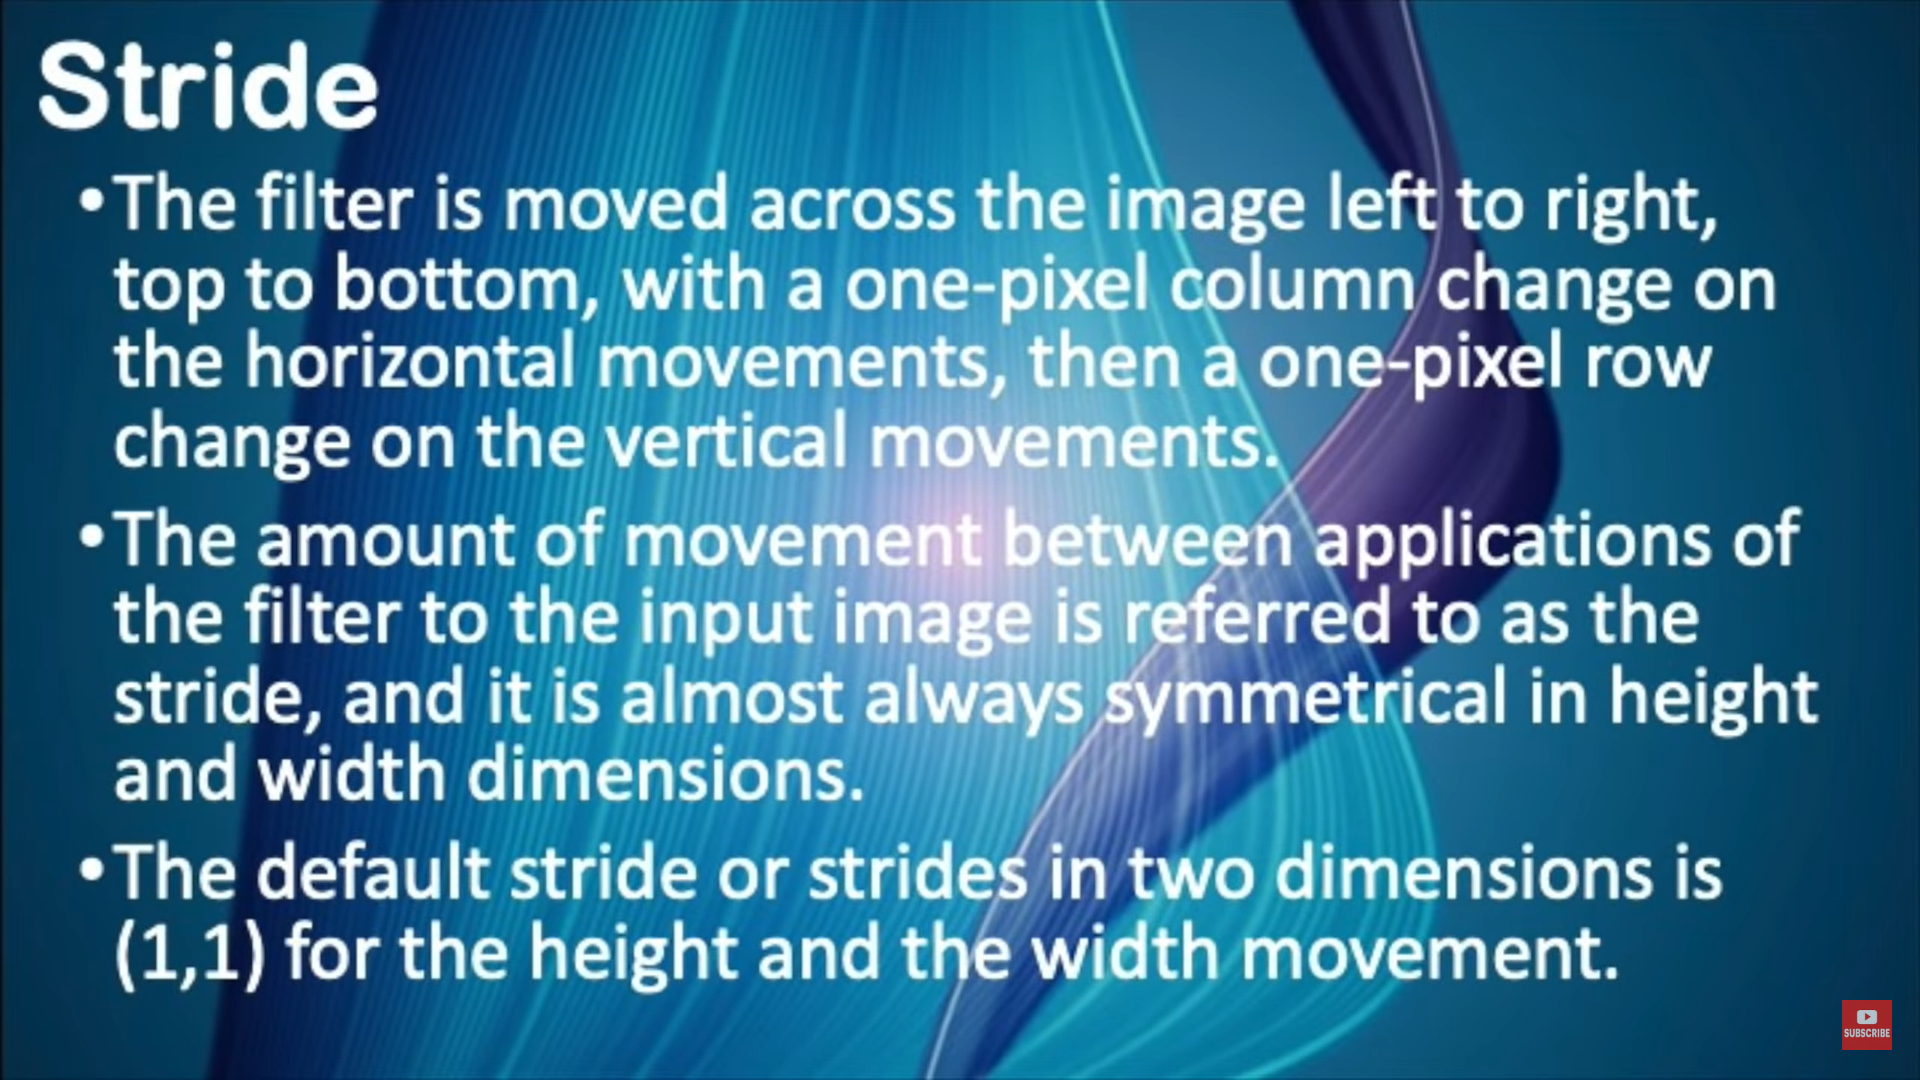 Stride
•The filter is moved across the image left to right,
top to bottom, with a one-pixel column change on
the horizontal movements, then a one-pixel row
change on the vertical movements.
•The amount of movement between applications of
the filter to the input image is referred to as the
stride, and it is almost always symmetrical in height
and width dimensions.
•The default stride or strides in two dimensions is
(1,1) for the height and the width movement.
SUBSCRIBE